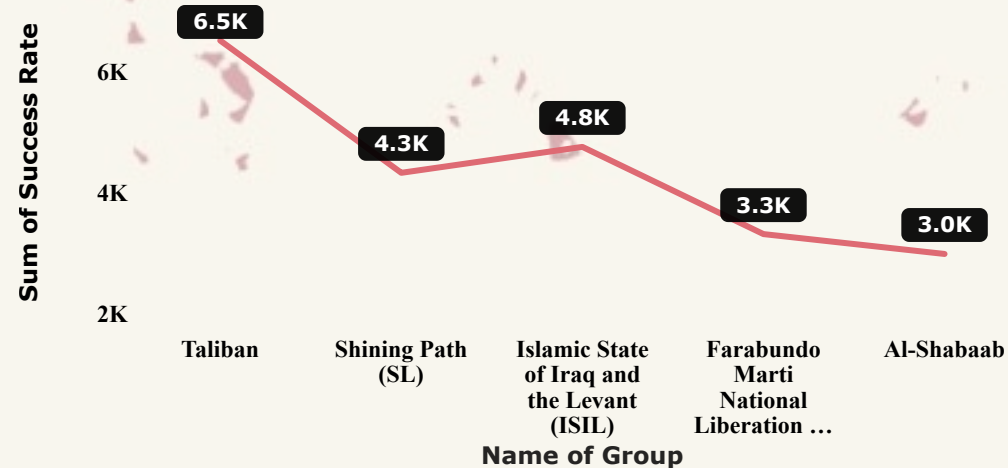 Sum of Success Rate
6K
4K
2K
6.5K
4.3K
4.8K
3.3K
3.0K
Taliban
Shining Path
(SL)
Islamic State
of Iraq and
the Levant
(ISIL)
Farabundo
Marti
National
Liberation …
Al-Shabaab
Name of Group